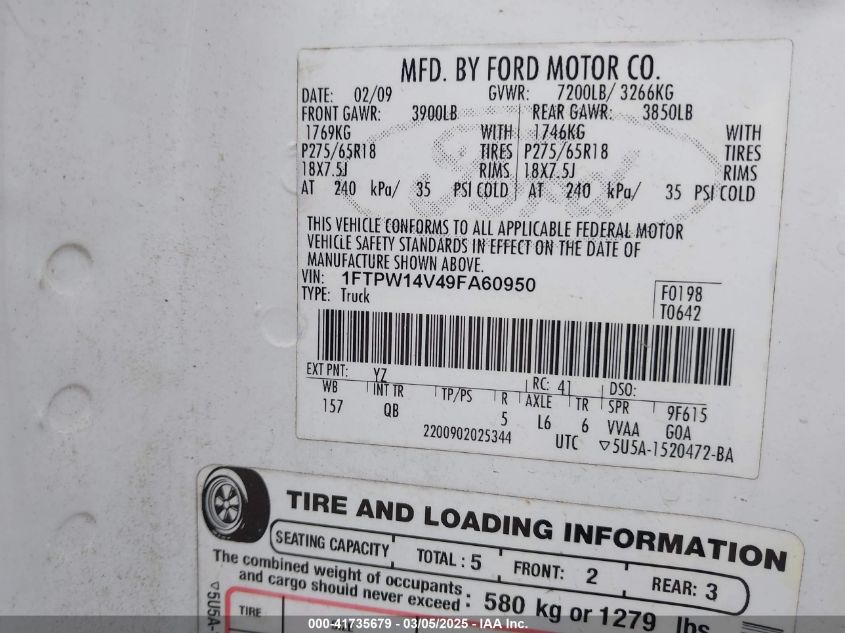 MFD. BY FORD MOTOR CO.
DATE: 02/09 GVWR: 7200LB/ 3266KG
FRONT GAWR: 3900LB REAR GAWR: 3850LB
1769KG WITH 1746KG WITH
P275/65R18 TIRES P275/65R18 TIRES
18X7.5J RIMS 18X7.5J RIMS
AT 240 kPa/ 35 PSI COLD AT 240 kPa/ 35 PSI COLD
THIS VEHICLE CONFORMS TO ALL APPLICABLE FEDERAL MOTOR
VEHICLE SAFETY STANDARDS IN EFFECT ON THE DATE OF
MANUFACTURE SHOWN ABOVE.
VIN: 1FTPW14V49FA60950
TYPE: Truck
F0198
T0642
EXT PNT: YZ RC: 41 DSO:
WB INT TR TP/PS R AXLE TR SPR 9F615
157 QB 5 L6 6 VVAA GOA
2200902025344 UTC ▽5U5A-1520472-BA
TIRE AND LOADING INFORMATION
SEATING CAPACITY TOTAL : 5 FRONT: 2 REAR: 3
The combined weight of occupants
and cargo should never exceed : 580 kg or 1279 lbs
▽5U5A-
TIRE
000-41735679 - 03/05/2025 - IAA Inc.